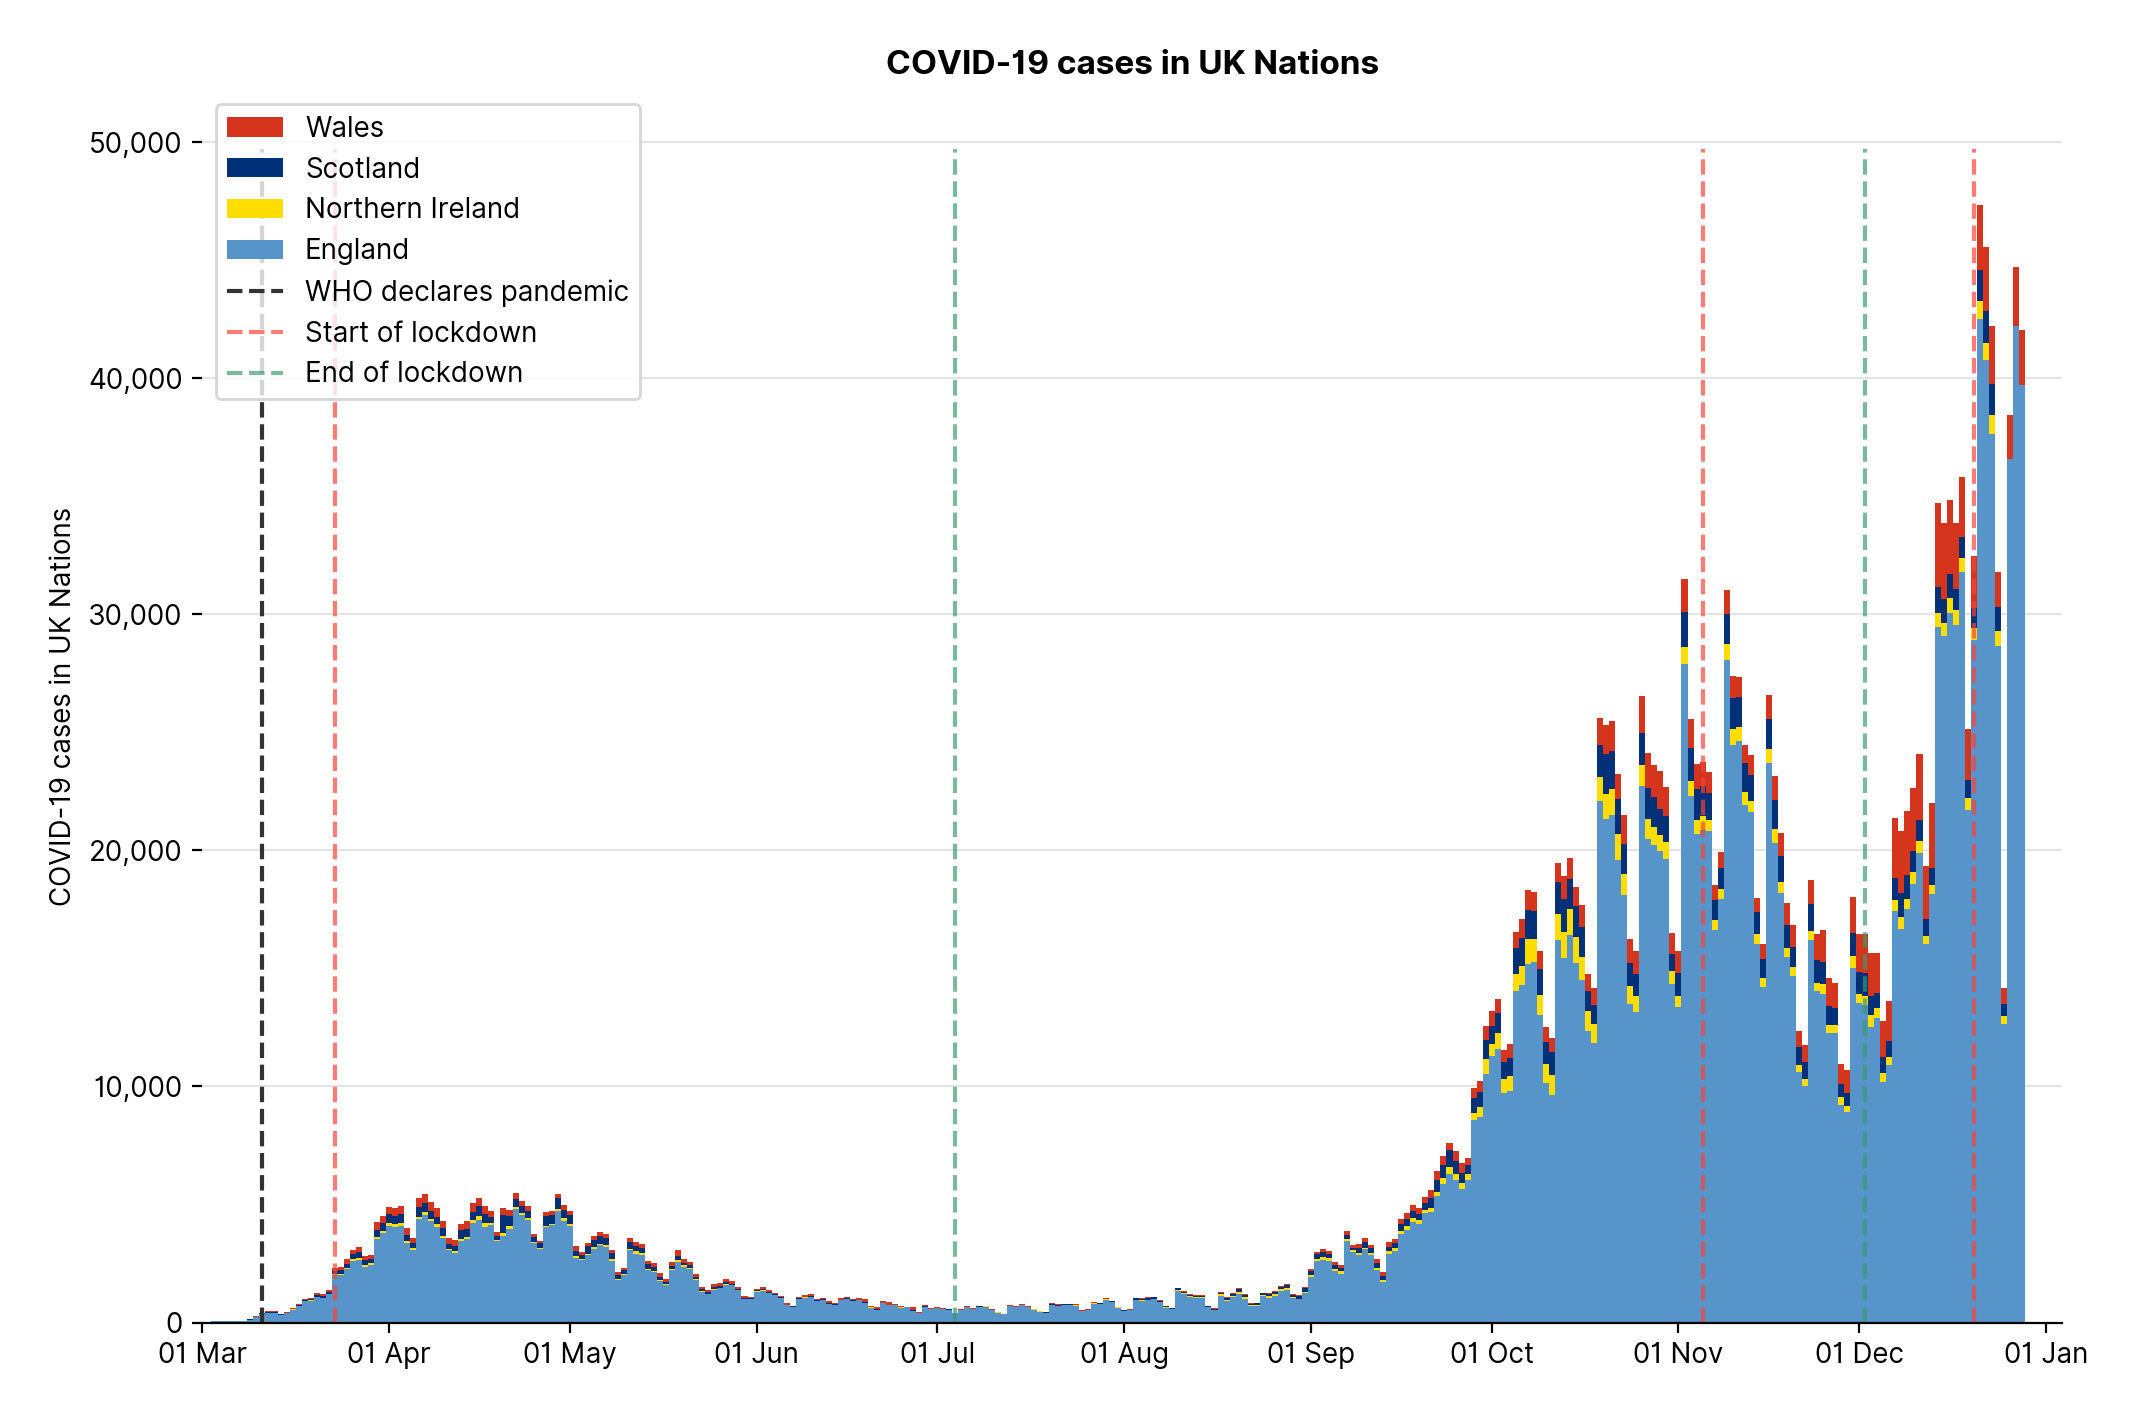 COVID-19 cases in UK Nations
Wales
Scotland
Northern Ireland
England
WHO declares pandemic
Start of lockdown
End of lockdown
COVID-19 cases in UK Nations
50,000
40,000
30,000
20,000
10,000
0
01 Mar 01 Apr 01 May 01 Jun 01 Jul 01 Aug 01 Sep 01 Oct 01 Nov 01 Dec 01 Jan